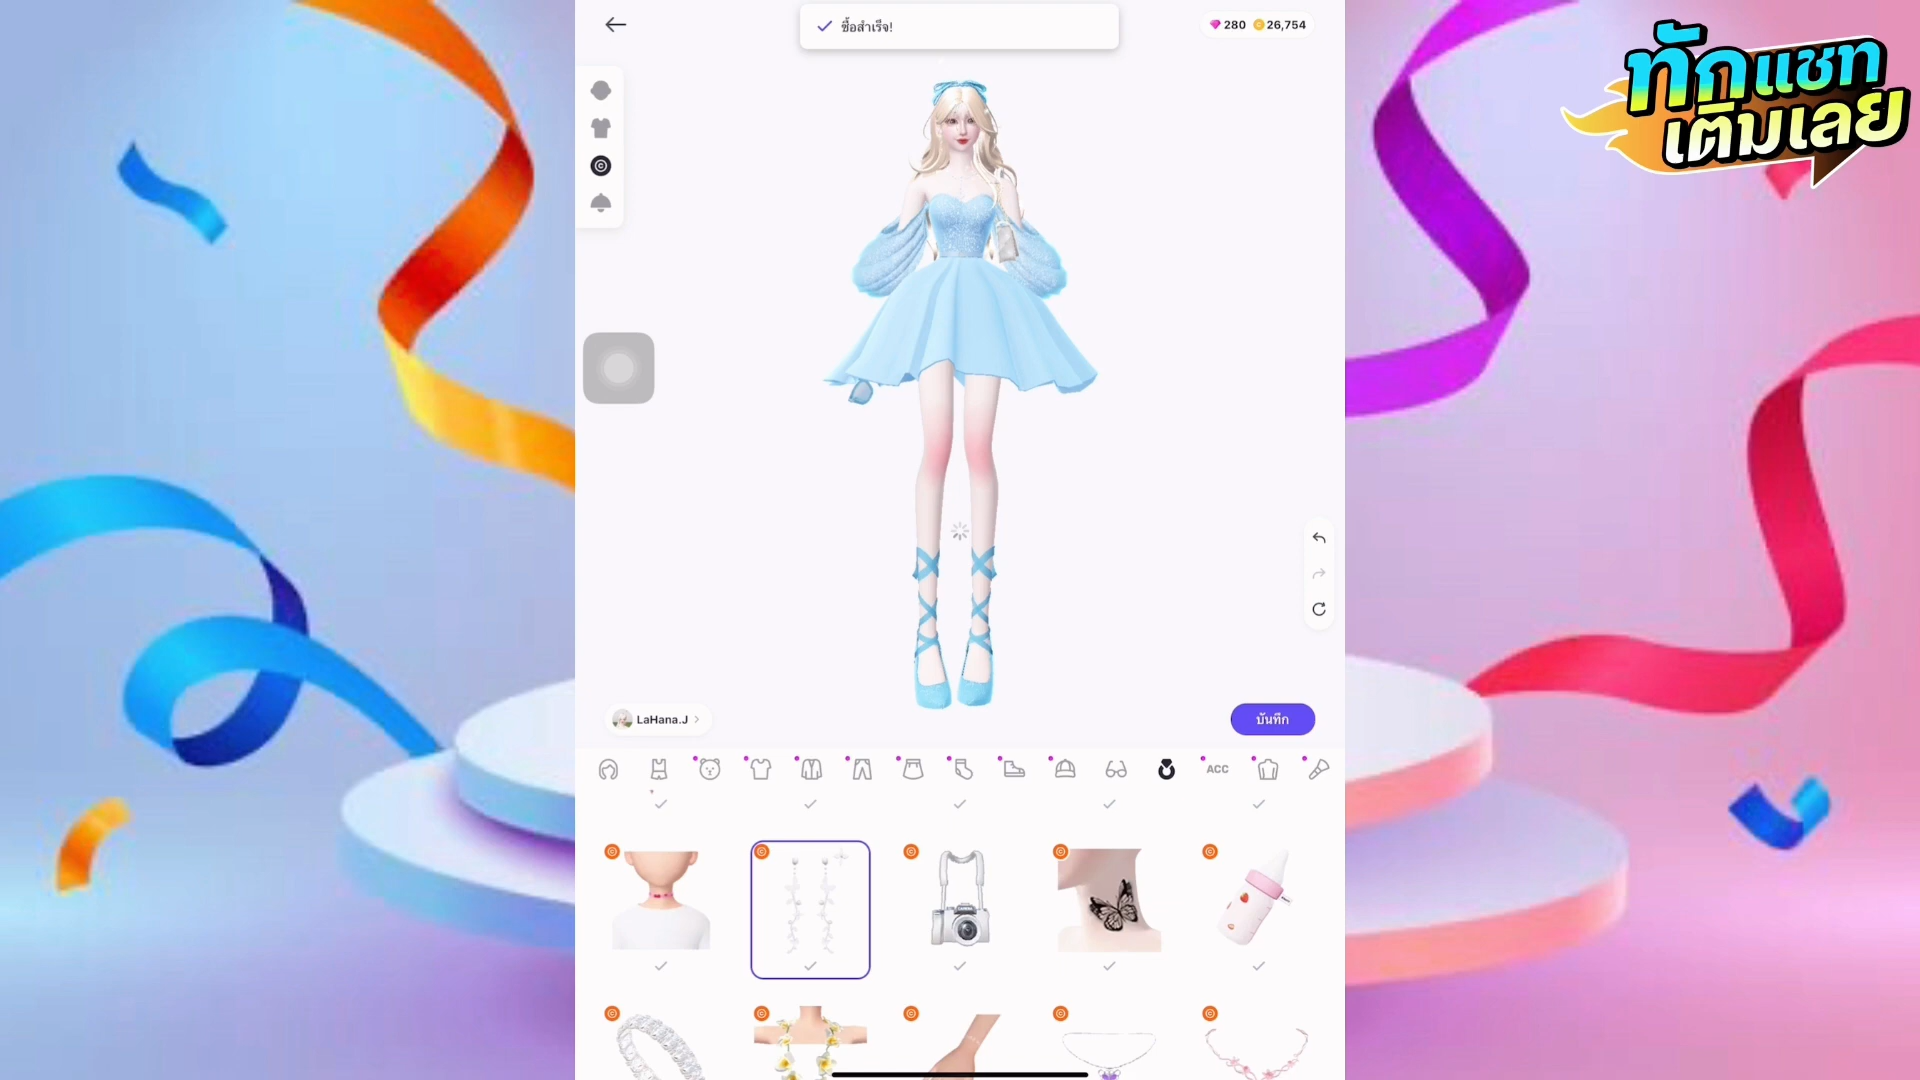 ซื้อสำเร็จ!
280 26,754
ทักแชท
เติมเลย
LaHana.J
บันทึก
ACC